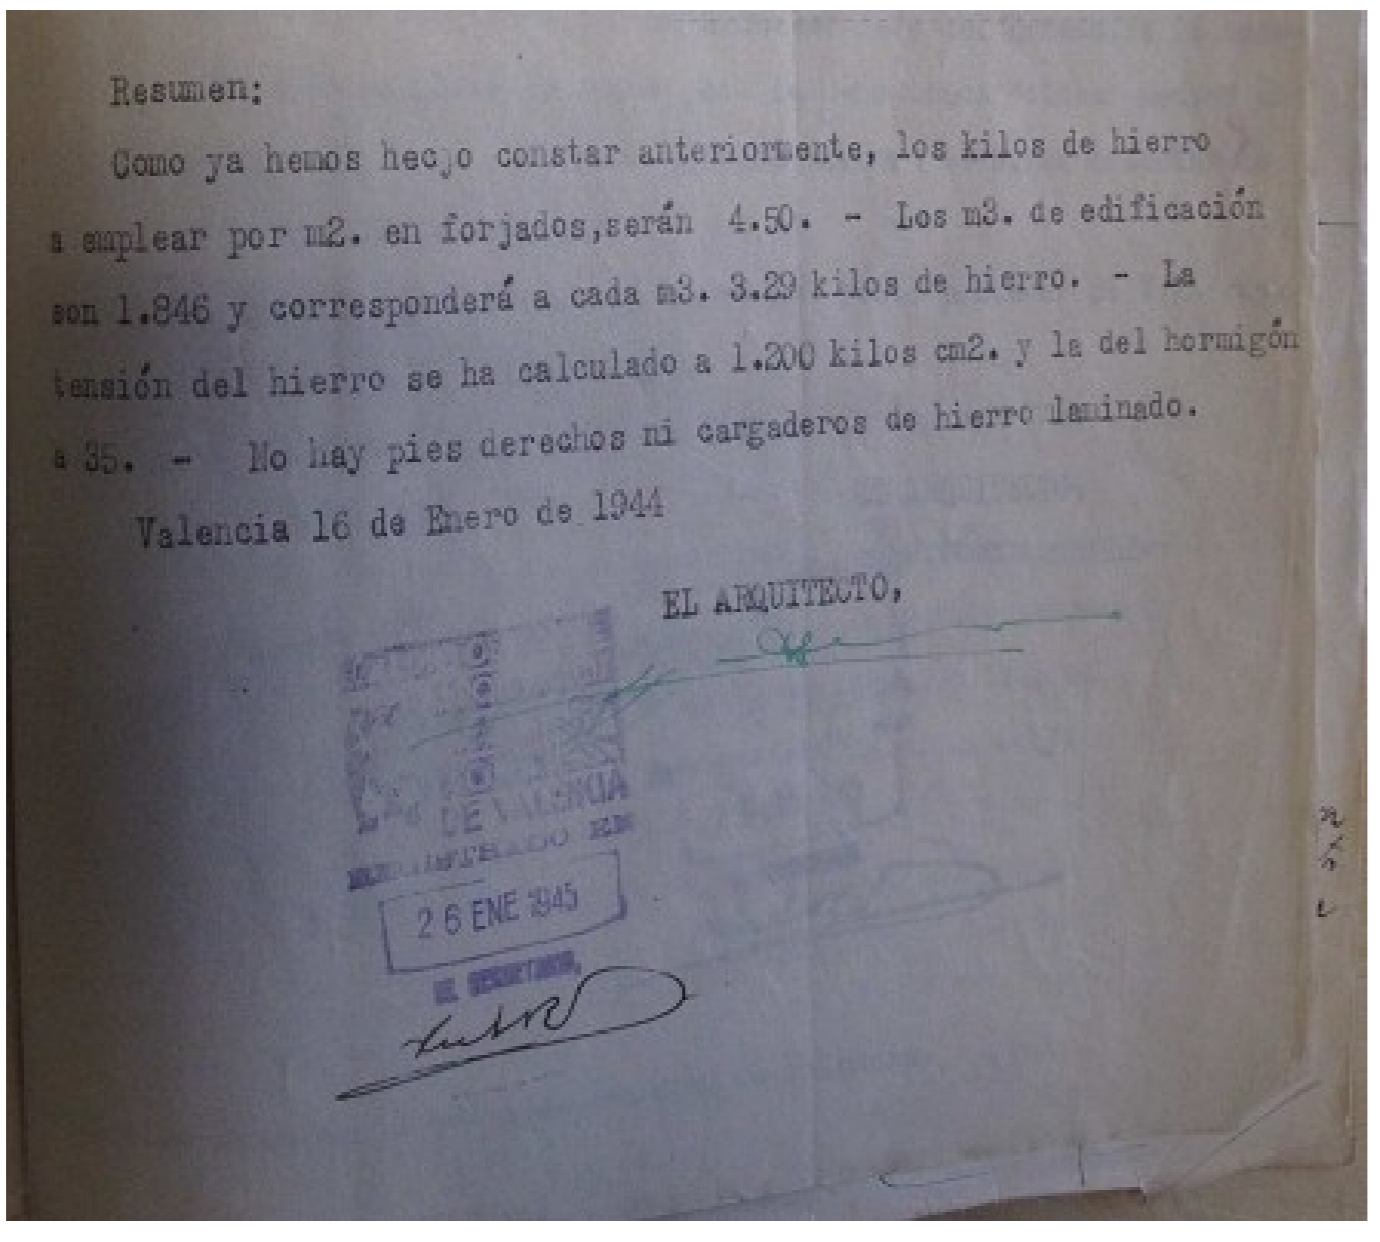 Resumen:
Como ya hemos hecjo constar anteriormente, los kilos de hierro
a emplear por m2. en forjados,serán 4.50. - Los m3. de edificación
son 1.846 y corresponderá a cada m3. 3.29 kilos de hierro. - La
tensión del hierro se ha calculado a 1.200 kilos cm2. y la del hormigón
a 35. - No hay pies derechos ni cargaderos de hierro laminado.
Valencia 16 de Enero de 1944
EL ARQUITECTO,
DE VALENCIA
EN
26 ENE 1945
EL SECRETARIO,